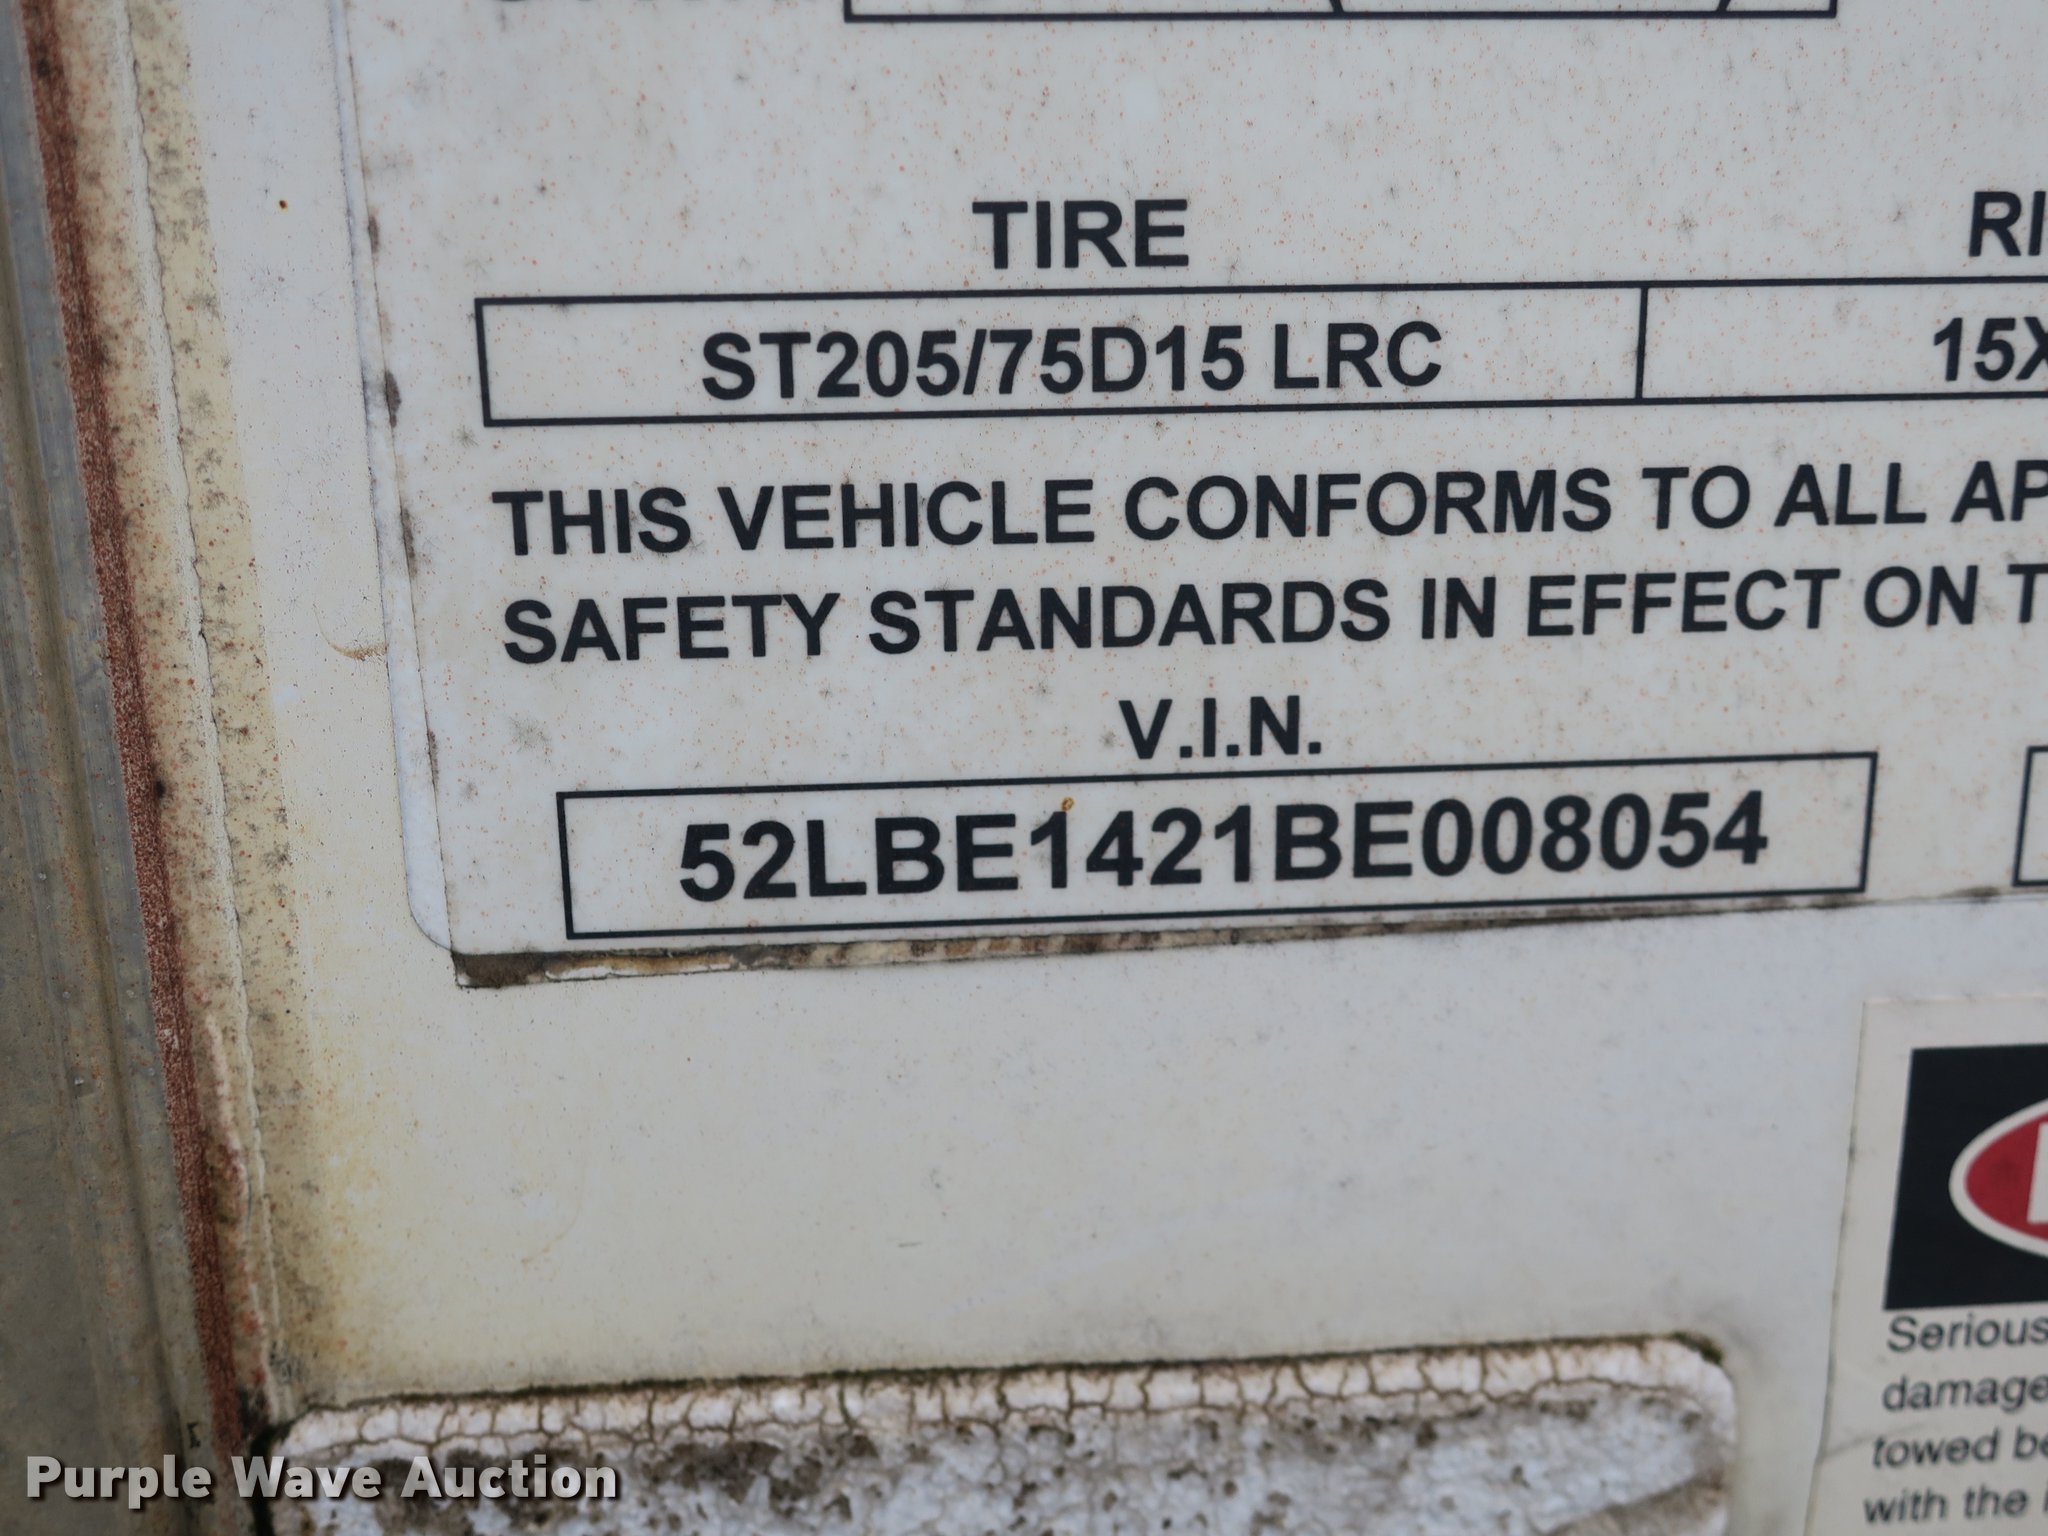 TIRE
ST205/75D15 LRC
15X
THIS VEHICLE CONFORMS TO ALL AP
SAFETY STANDARDS IN EFFECT ON T
V.I.N.
52LBE1421BE008054
Serious
damage
towed be
with the
Purple Wave Auction